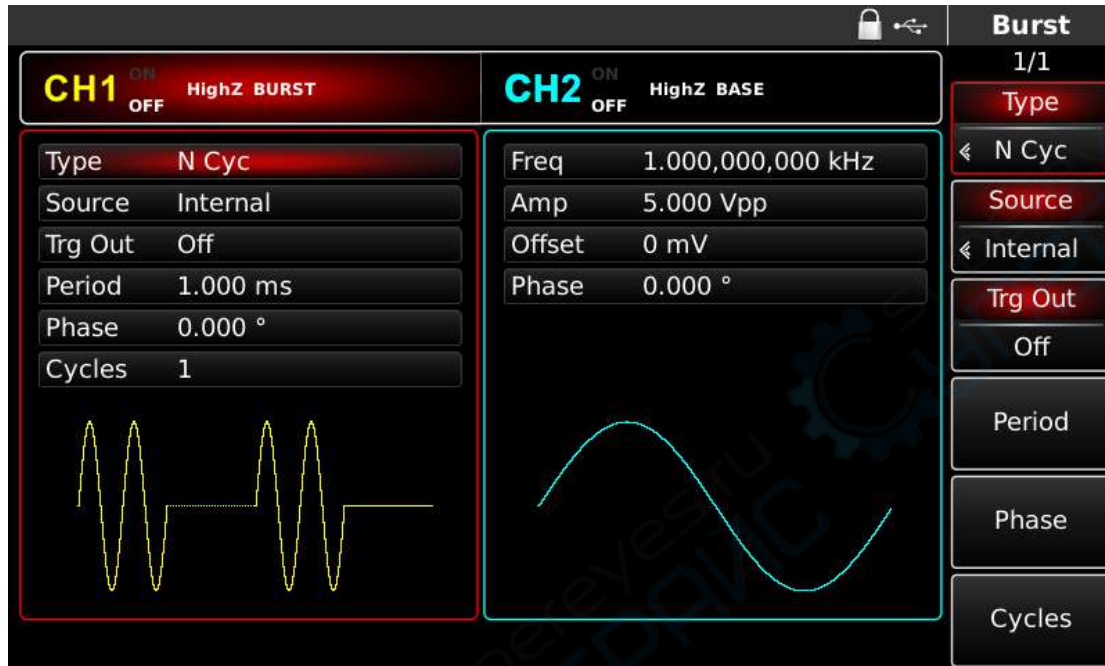 Burst
1/1
CH1 ON OFF HighZ BURST
CH2 ON OFF HighZ BASE
Type N Cyc
Source Internal
Trg Out Off
Period 1.000 ms
Phase 0.000 °
Cycles 1
Freq 1.000,000,000 kHz
Amp 5.000 Vpp
Offset 0 mV
Phase 0.000 °
Type
N Cyc
Source
Internal
Trg Out
Off
Period
Phase
Cycles